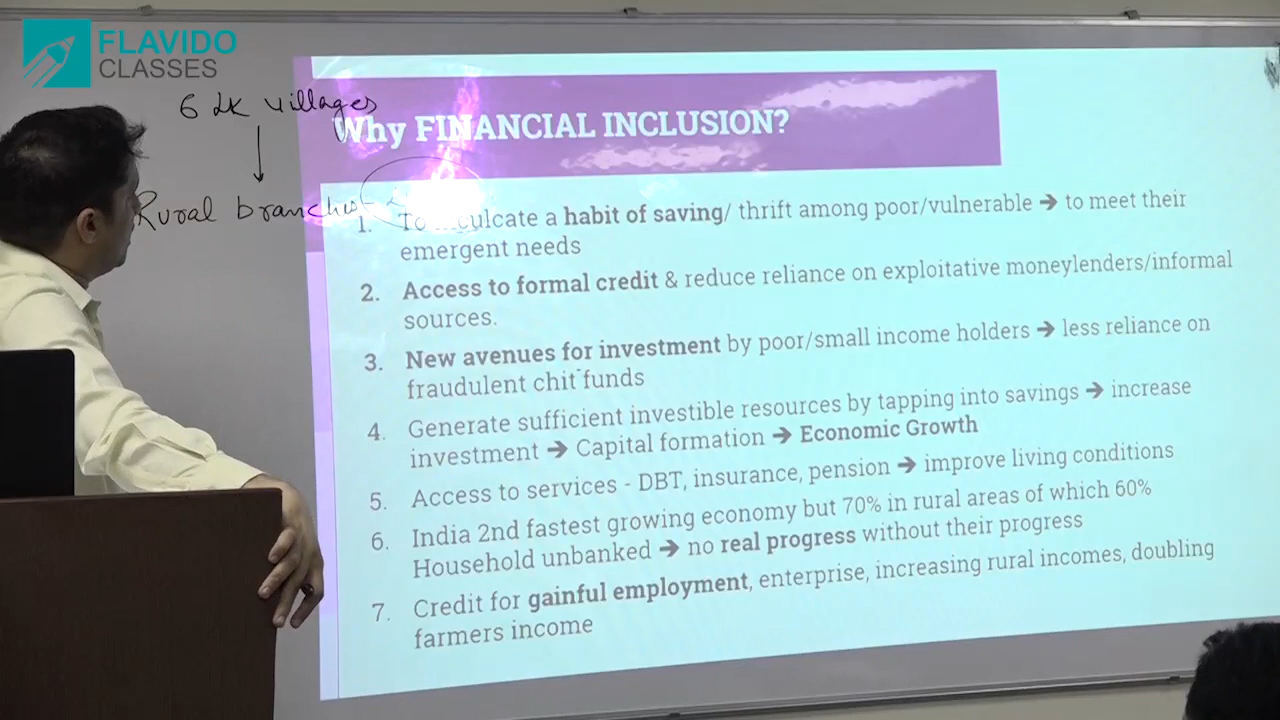 FLAVIDO
CLASSES
6 LK villages
Rural branches
Why FINANCIAL INCLUSION?
1. To inculcate a habit of saving/ thrift among poor/vulnerable ➔ to meet their
emergent needs
2. Access to formal credit & reduce reliance on exploitative moneylenders/informal
sources.
3. New avenues for investment by poor/small income holders ➔ less reliance on
fraudulent chit funds
4. Generate sufficient investible resources by tapping into savings ➔ increase
investment ➔ Capital formation ➔ Economic Growth
5. Access to services - DBT, insurance, pension ➔ improve living conditions
6. India 2nd fastest growing economy but 70% in rural areas of which 60%
Household unbanked ➔ no real progress without their progress
7. Credit for gainful employment, enterprise, increasing rural incomes, doubling
farmers income